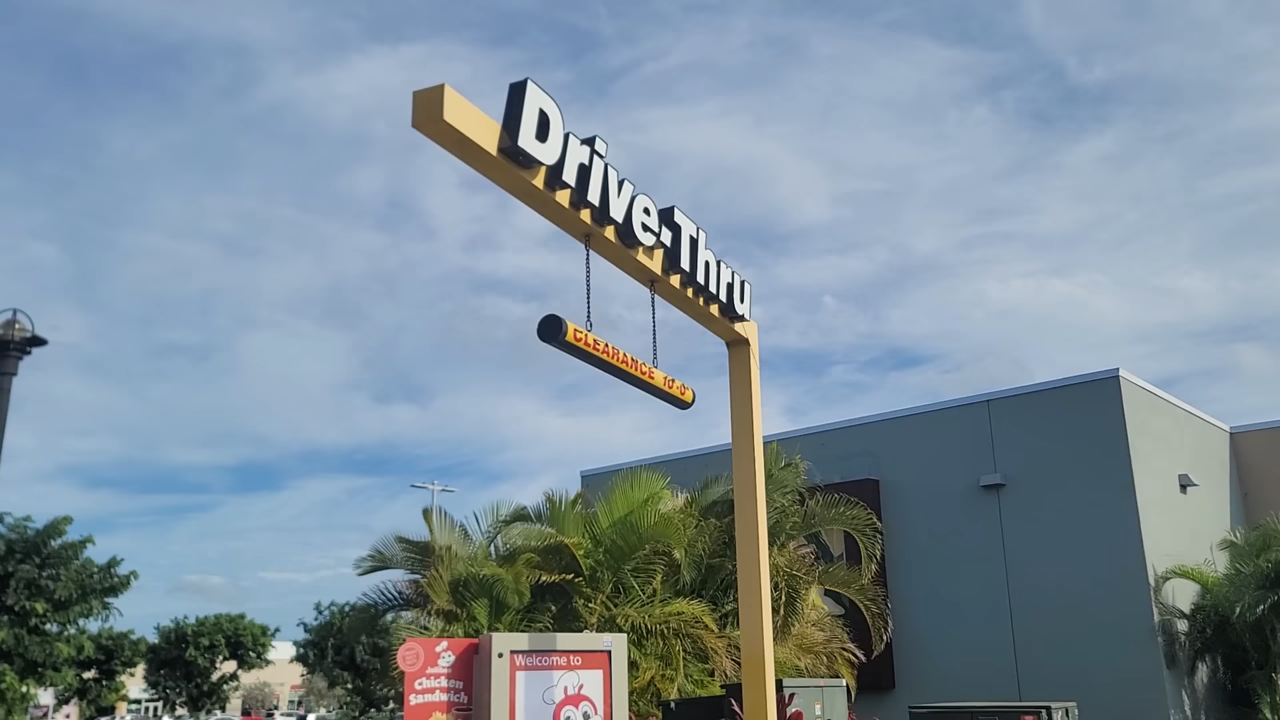 Drive-Thru
CLEARANCE 10'-0"
Jollibee
Chicken
Sandwich
Welcome to